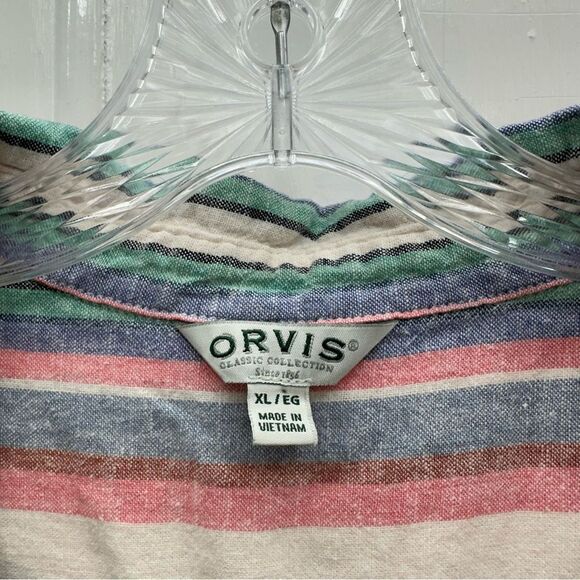 ORVIS®
CLASSIC COLLECTION
Since 1856
XL/EG
MADE IN
VIETNAM